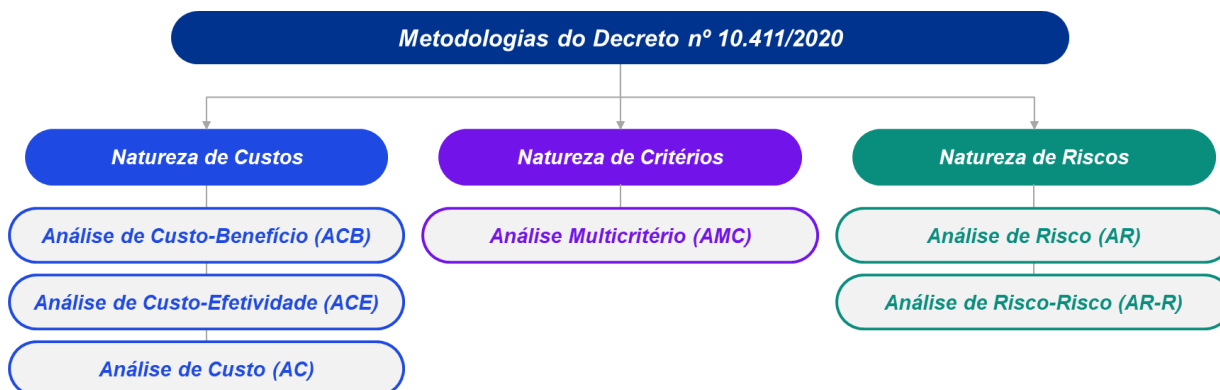 Metodologias do Decreto nº 10.411/2020
Natureza de Custos
Análise de Custo-Benefício (ACB)
Análise de Custo-Efetividade (ACE)
Análise de Custo (AC)
Natureza de Critérios
Análise Multicritério (AMC)
Natureza de Riscos
Análise de Risco (AR)
Análise de Risco-Risco (AR-R)